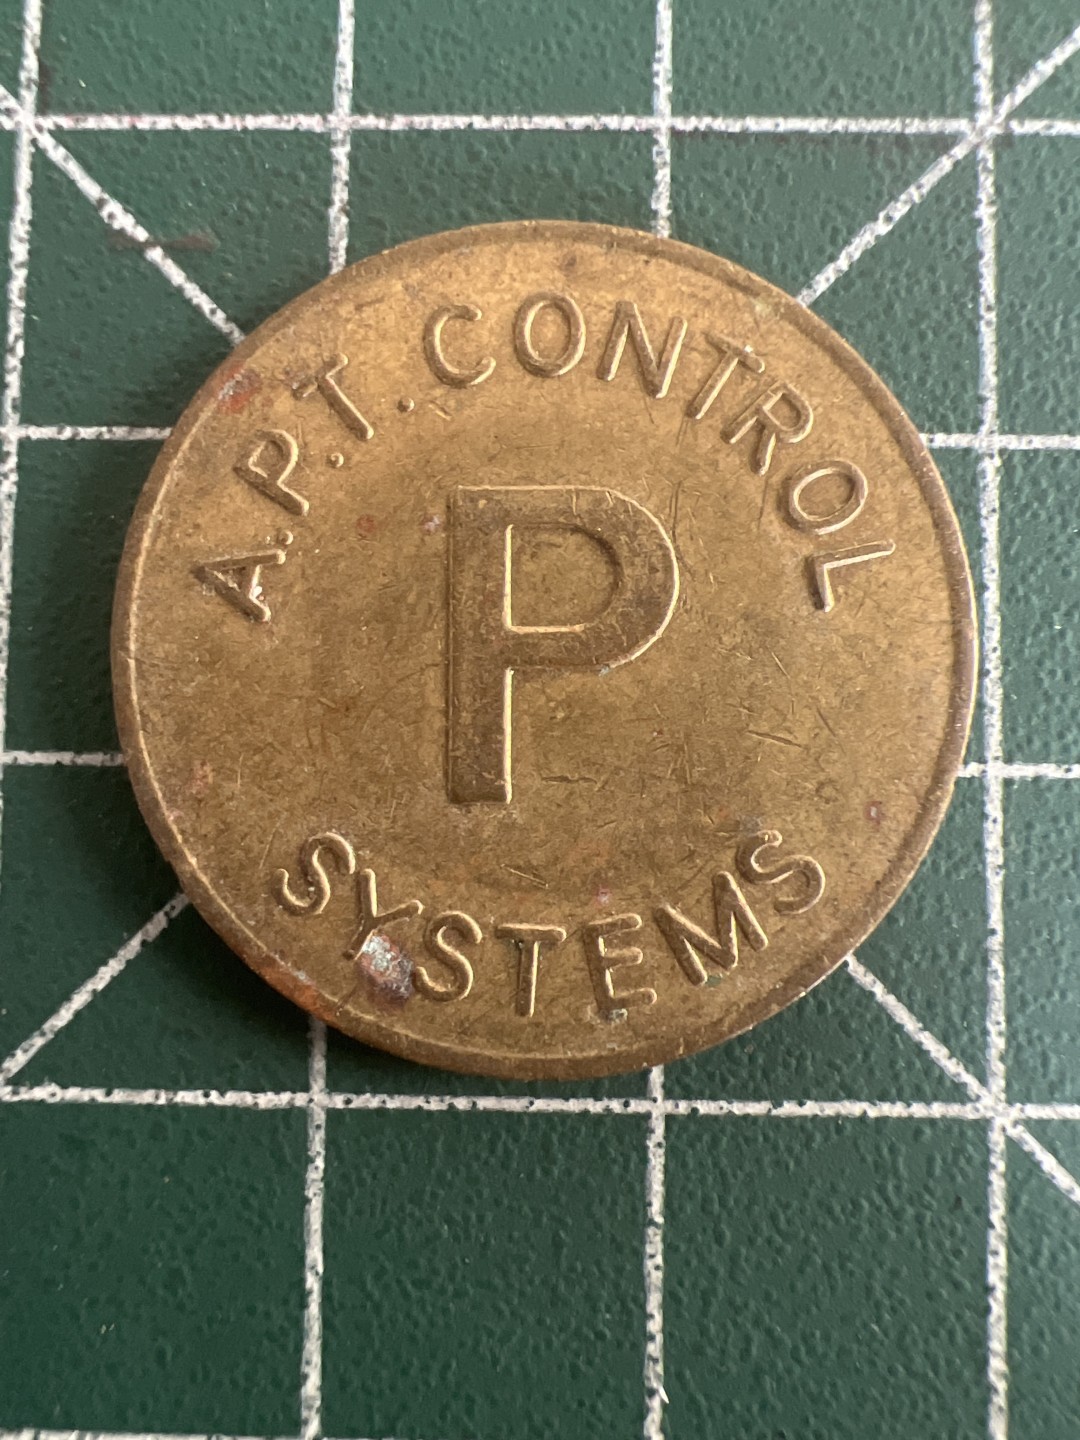 A.P.T. CONTROL
P
SYSTEMS